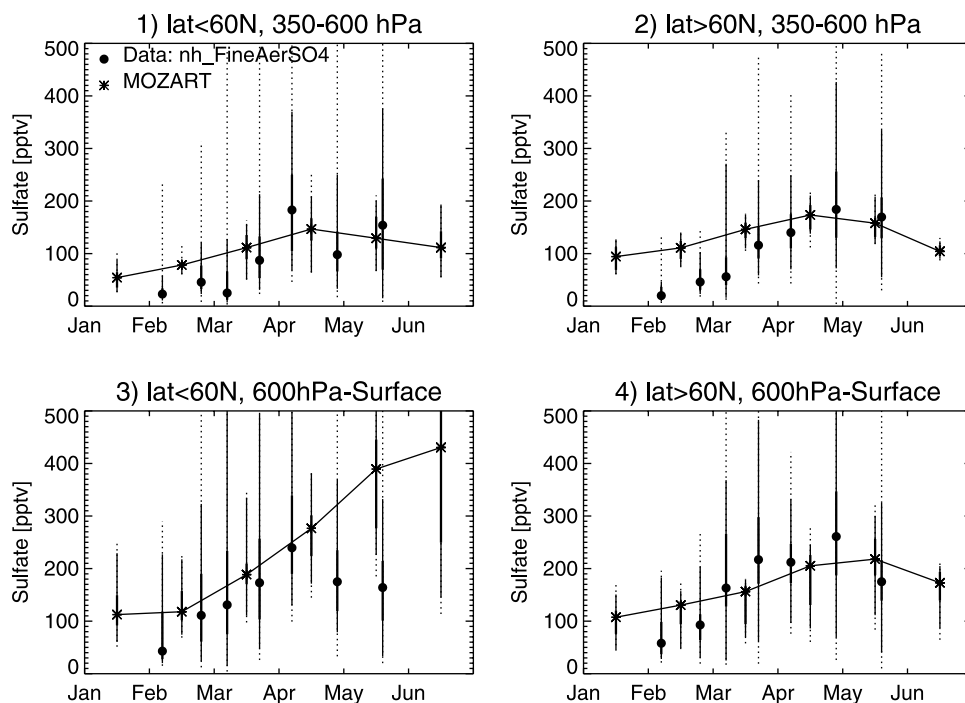 1) lat<60N, 350-600 hPa
500
400
300
200
100
0
Sulfate [pptv]
Data: nh_FineAerSO4
MOZART
Jan Feb Mar Apr May Jun
2) lat>60N, 350-600 hPa
500
400
300
200
100
0
Sulfate [pptv]
Jan Feb Mar Apr May Jun
3) lat<60N, 600hPa-Surface
500
400
300
200
100
0
Sulfate [pptv]
Jan Feb Mar Apr May Jun
4) lat>60N, 600hPa-Surface
500
400
300
200
100
0
Sulfate [pptv]
Jan Feb Mar Apr May Jun